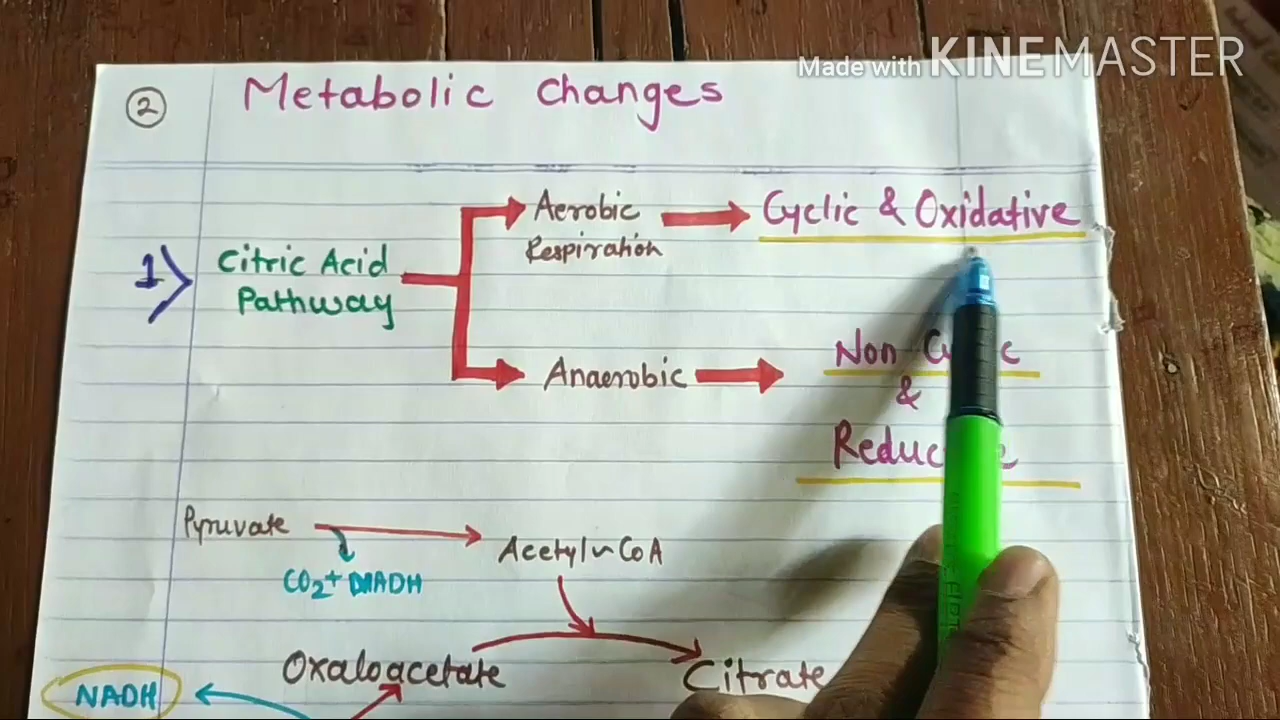 Made with KINEMASTER
2
Metabolic changes
1) Citric Acid Pathway
Aerobic Respiration
Cyclic & Oxidative
Anaerobic
Non
&
Pyruvate
Acetyl~CoA
CO2+ NADH
Oxaloacetate
Citrate
NADH